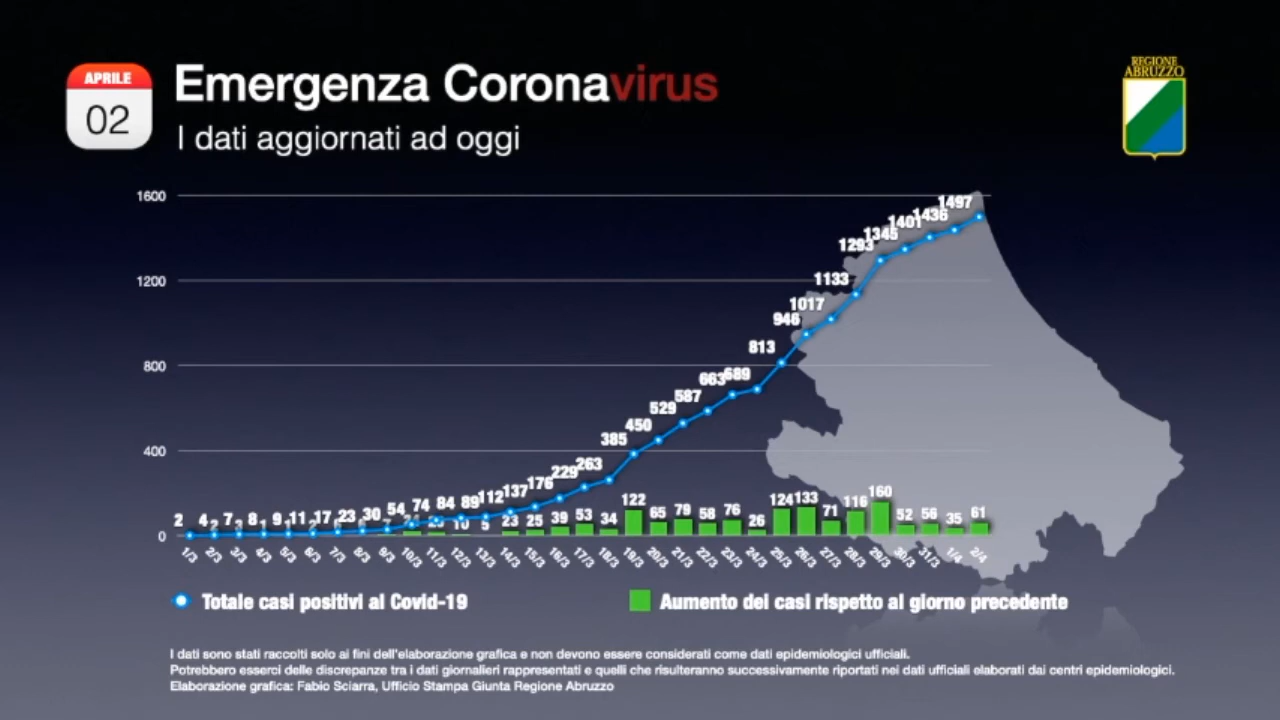 APRILE
02
Emergenza Coronavirus
I dati aggiornati ad oggi
REGIONE
ABRUZZO
1600
1200
800
400
0
2 4 7 8 9 11 17 23 30 54 74 84 89 112 137 176 229 263 385 450 529 587 663 689 813 946 1017 1133 1293 1345 1401 1436 1497
2 3 1 5 2 6 7 10 5 23 25 39 53 34 122 65 79 58 76 26 124 133 71 116 160 52 56 35 61
1/3 2/3 3/3 4/3 5/3 6/3 7/3 8/3 9/3 10/3 11/3 12/3 13/3 14/3 15/3 16/3 17/3 18/3 19/3 20/3 21/3 22/3 23/3 24/3 25/3 26/3 27/3 28/3 29/3 30/3 31/3 1/4 2/4
Totale casi positivi al Covid-19
Aumento dei casi rispetto al giorno precedente
I dati sono stati raccolti solo ai fini dell'elaborazione grafica e non devono essere considerati come dati epidemiologici ufficiali.
Potrebbero esserci delle discrepanze tra i dati giornalieri rappresentati e quelli che risulteranno successivamente riportati nei dati ufficiali elaborati dai centri epidemiologici.
Elaborazione grafica: Fabio Sciarra, Ufficio Stampa Giunta Regione Abruzzo